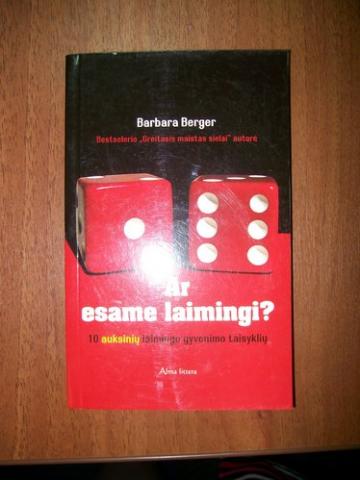 Barbara Berger
Bestselerio „Greitasis maistas sielai“ autorė
Ar
esame laimingi?
10 auksinių laimingo gyvenimo taisyklių
Alma littera